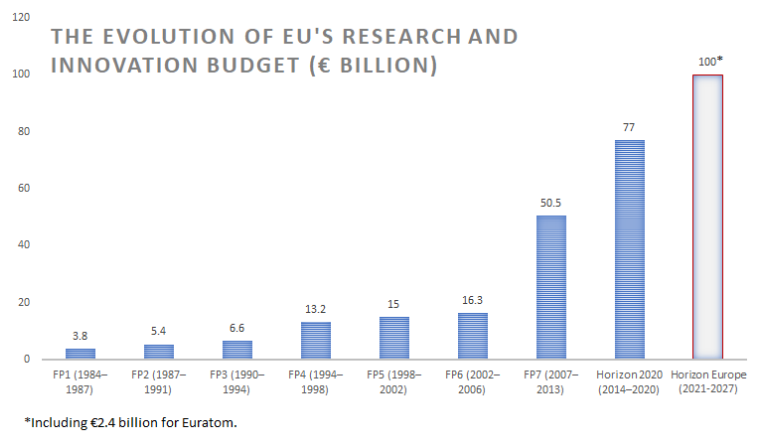 THE EVOLUTION OF EU'S RESEARCH AND
INNOVATION BUDGET (€ BILLION)
120
100
80
60
40
20
0
3.8
5.4
6.6
13.2
15
16.3
50.5
77
100*
FP1 (1984–
1987)
FP2 (1987–
1991)
FP3 (1990–
1994)
FP4 (1994–
1998)
FP5 (1998–
2002)
FP6 (2002–
2006)
FP7 (2007–
2013)
Horizon 2020
(2014–2020)
Horizon Europe
(2021-2027)
*Including €2.4 billion for Euratom.